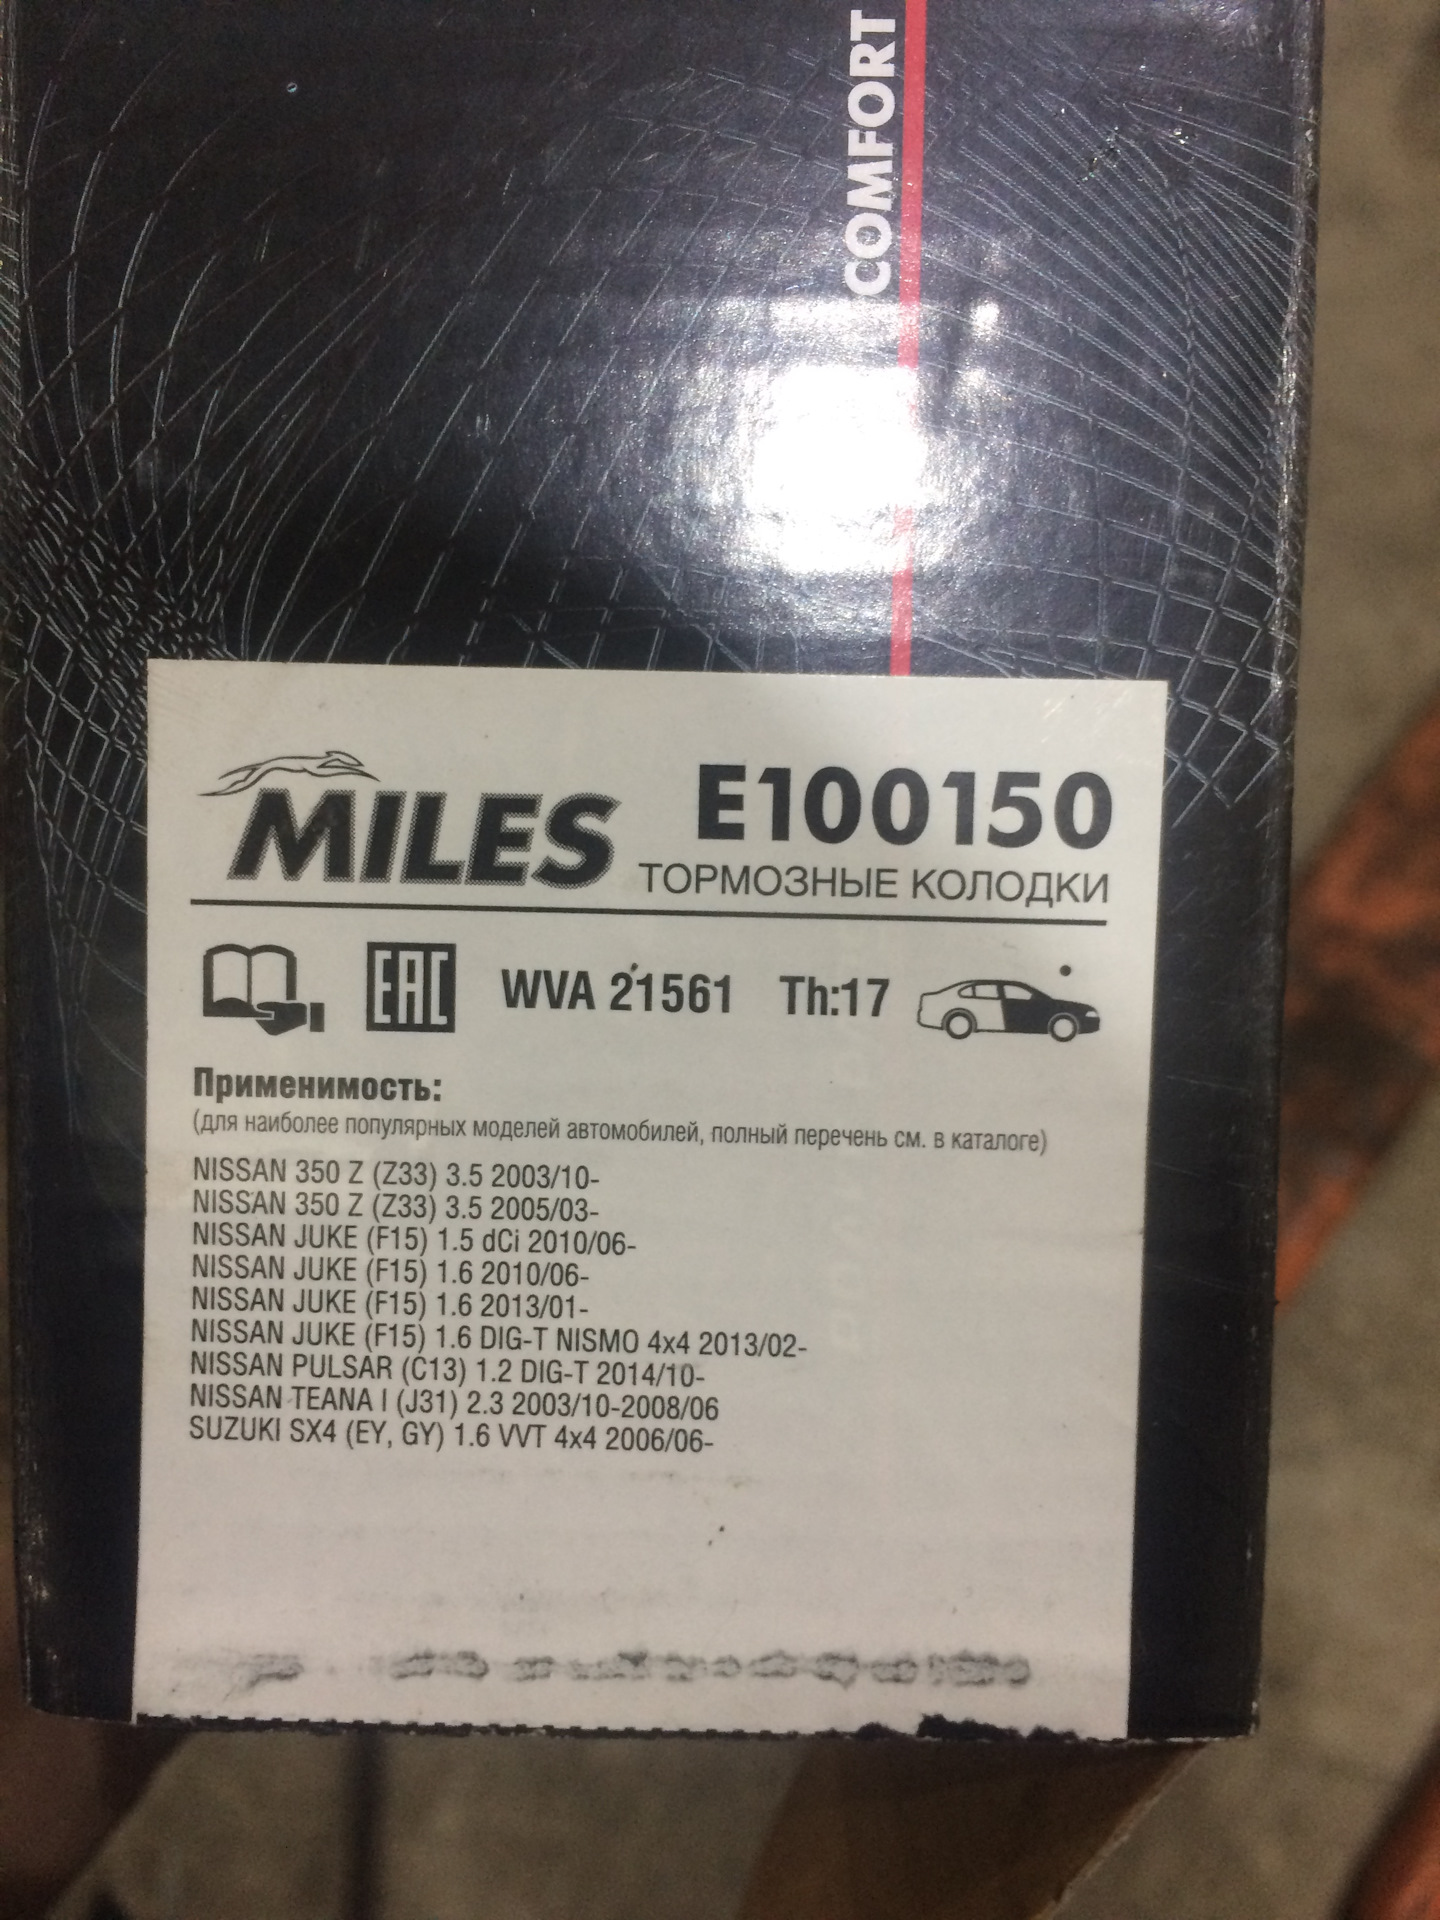 COMFORT
MILES
E100150
ТОРМОЗНЫЕ КОЛОДКИ
EAC WVA 21561 Th:17
Применимость:
(для наиболее популярных моделей автомобилей, полный перечень см. в каталоге)
NISSAN 350 Z (Z33) 3.5 2003/10-
NISSAN 350 Z (Z33) 3.5 2005/03-
NISSAN JUKE (F15) 1.5 dCi 2010/06-
NISSAN JUKE (F15) 1.6 2010/06-
NISSAN JUKE (F15) 1.6 2013/01-
NISSAN JUKE (F15) 1.6 DIG-T NISMO 4x4 2013/02-
NISSAN PULSAR (C13) 1.2 DIG-T 2014/10-
NISSAN TEANA I (J31) 2.3 2003/10-2008/06
SUZUKI SX4 (EY, GY) 1.6 VVT 4x4 2006/06-